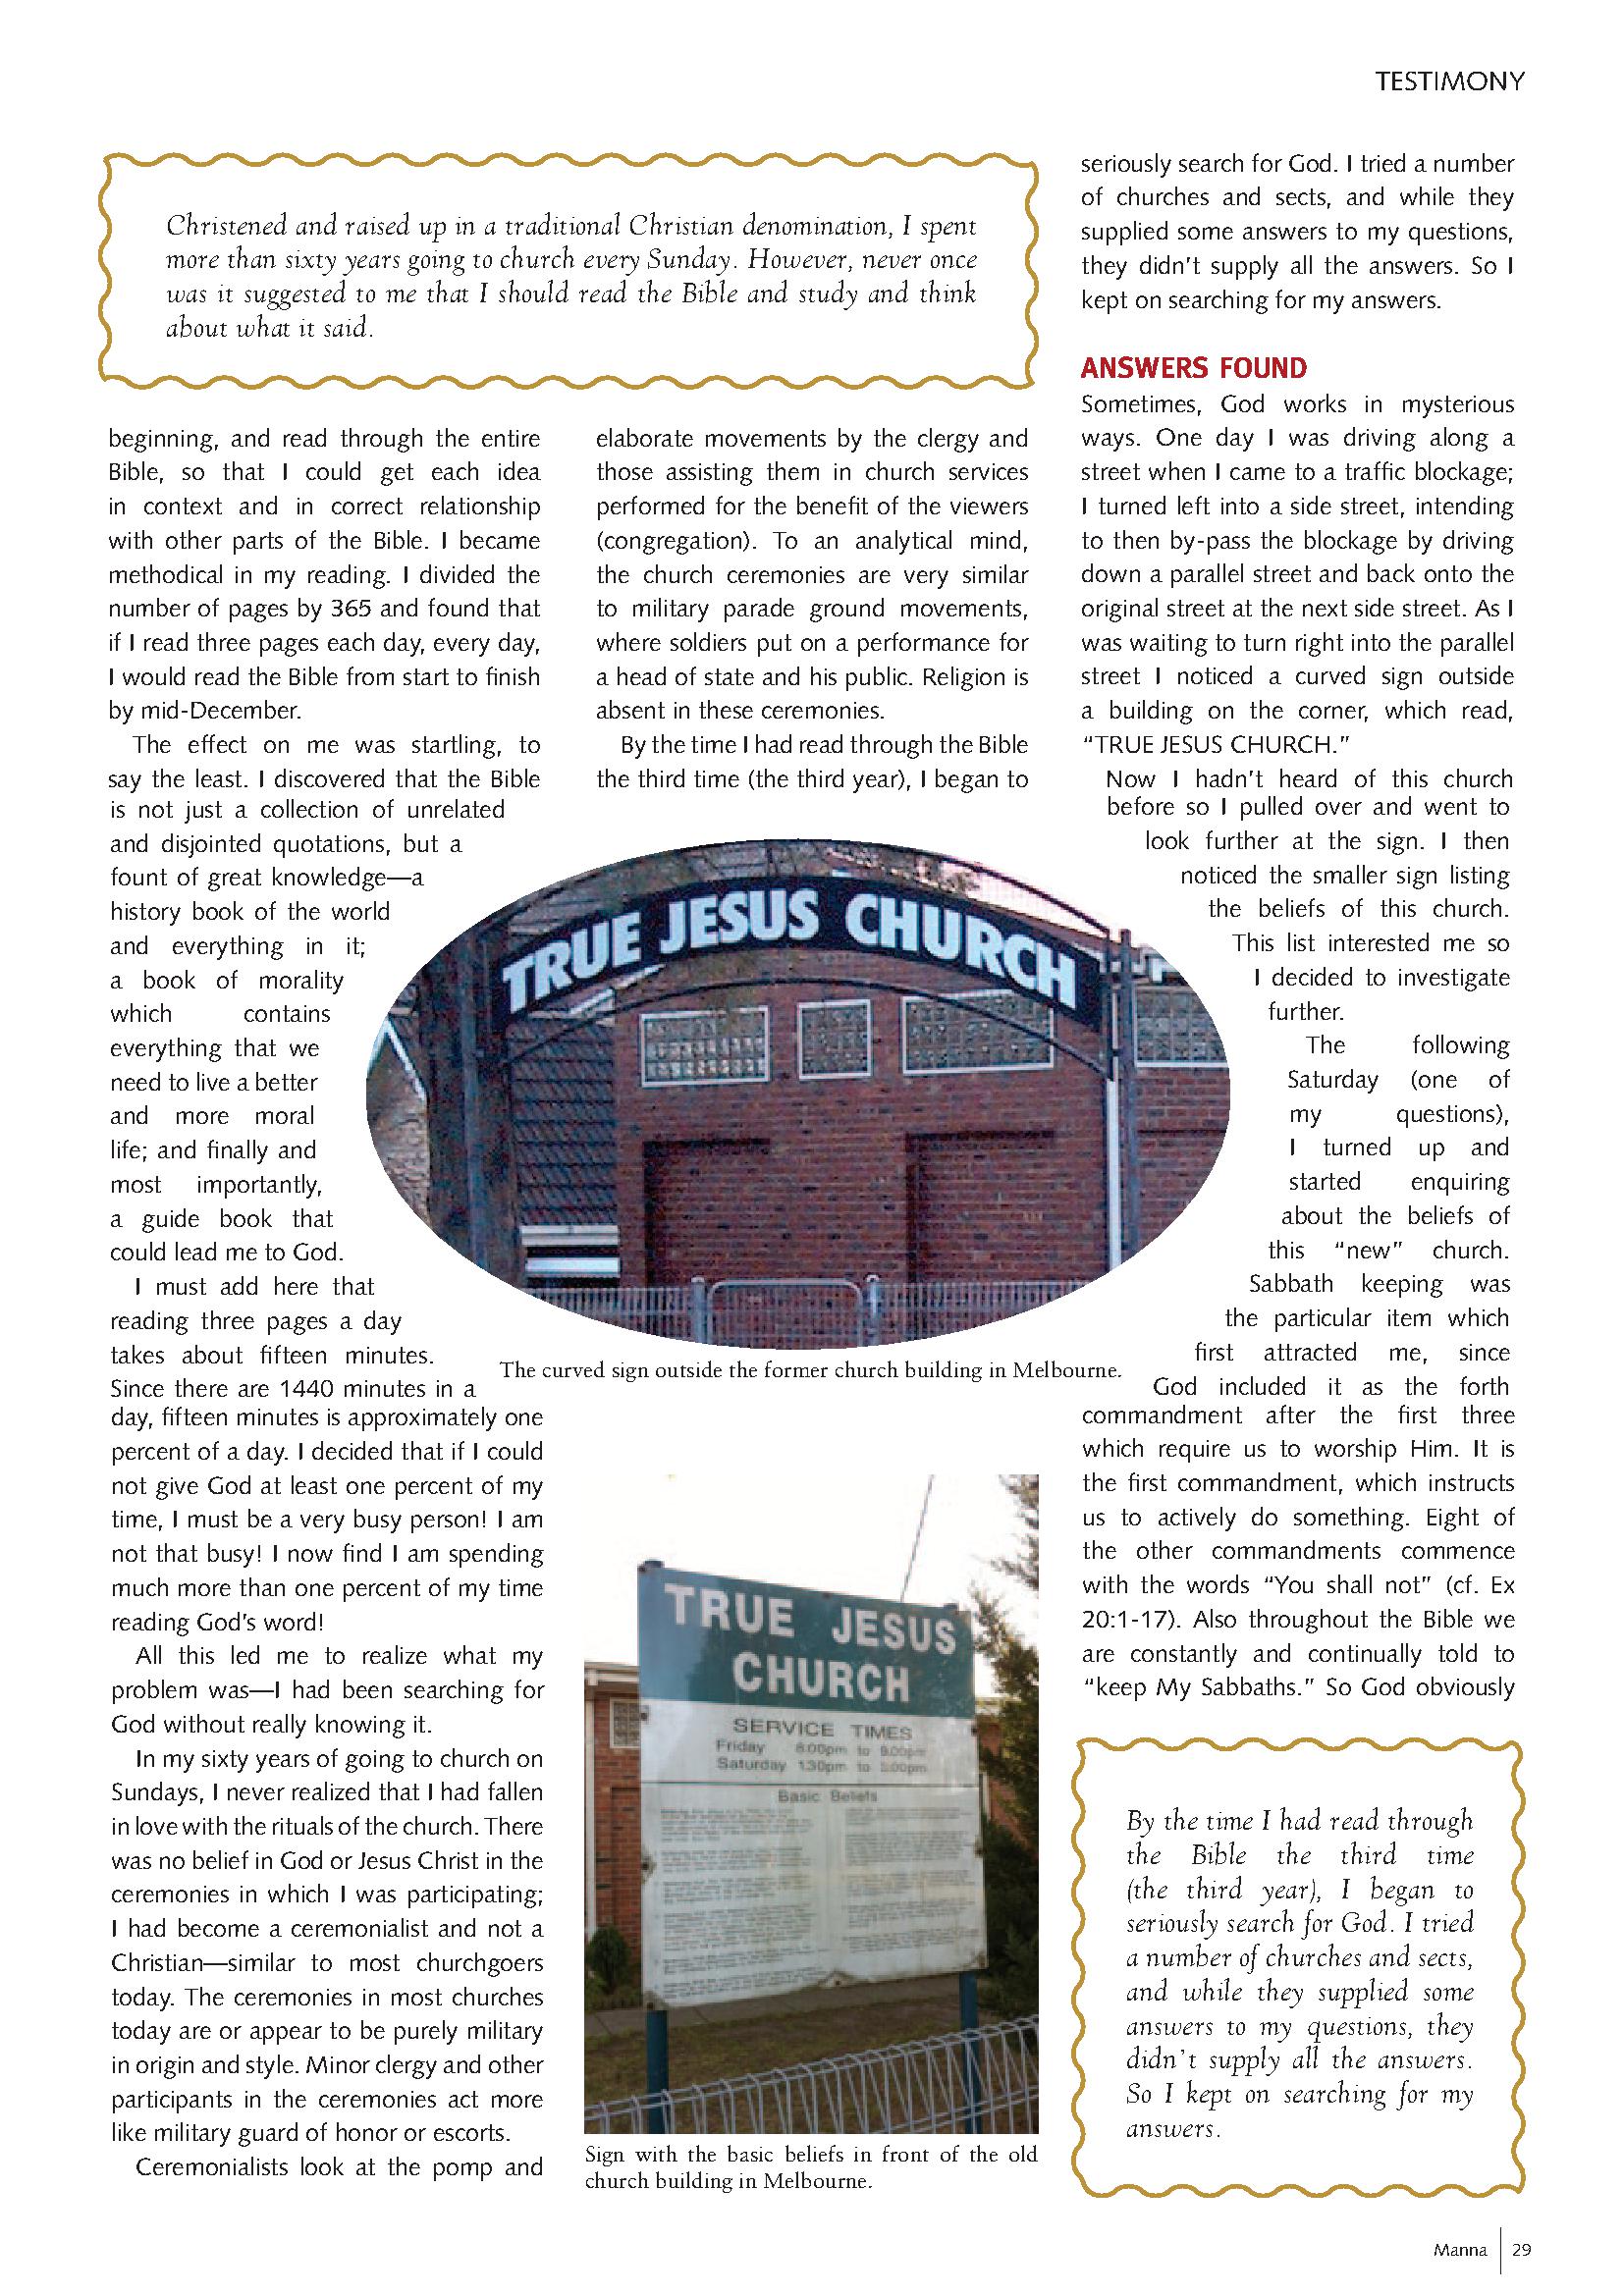 TESTIMONY
Christened and raised up in a traditional Christian denomination, I spent
more than sixty years going to church every Sunday. However, never once
was it suggested to me that I should read the Bible and study and think
about what it said.
beginning, and read through the entire
Bible, so that I could get each idea
in context and in correct relationship
with other parts of the Bible. I became
methodical in my reading. I divided the
number of pages by 365 and found that
if I read three pages each day, every day,
I would read the Bible from start to finish
by mid-December.
The effect on me was startling, to
say the least. I discovered that the Bible
is not just a collection of unrelated
and disjointed quotations, but a
fount of great knowledge—a
history book of the world
and everything in it;
a book of morality
which contains
everything that we
need to live a better
and more moral
life; and finally and
most importantly,
a guide book that
could lead me to God.
I must add here that
reading three pages a day
takes about fifteen minutes.
Since there are 1440 minutes in a
day, fifteen minutes is approximately one
percent of a day. I decided that if I could
not give God at least one percent of my
time, I must be a very busy person! I am
not that busy! I now find I am spending
much more than one percent of my time
reading God's word!
All this led me to realize what my
problem was—I had been searching for
God without really knowing it.
In my sixty years of going to church on
Sundays, I never realized that I had fallen
in love with the rituals of the church. There
was no belief in God or Jesus Christ in the
ceremonies in which I was participating;
I had become a ceremonialist and not a
Christian—similar to most churchgoers
today. The ceremonies in most churches
today are or appear to be purely military
in origin and style. Minor clergy and other
participants in the ceremonies act more
like military guard of honor or escorts.
Ceremonialists look at the pomp and
elaborate movements by the clergy and
those assisting them in church services
performed for the benefit of the viewers
(congregation). To an analytical mind,
the church ceremonies are very similar
to military parade ground movements,
where soldiers put on a performance for
a head of state and his public. Religion is
absent in these ceremonies.
By the time I had read through the Bible
the third time (the third year), I began to
TRUE JESUS CHURCH
The curved sign outside the former church building in Melbourne.
TRUE JESUS
CHURCH
SERVICE TIMES
Friday 8:00pm to
Saturday 1:30pm to
Basic Beliefs
Sign with the basic beliefs in front of the old
church building in Melbourne.
seriously search for God. I tried a number
of churches and sects, and while they
supplied some answers to my questions,
they didn't supply all the answers. So I
kept on searching for my answers.
ANSWERS FOUND
Sometimes, God works in mysterious
ways. One day I was driving along a
street when I came to a traffic blockage;
I turned left into a side street, intending
to then by-pass the blockage by driving
down a parallel street and back onto the
original street at the next side street. As I
was waiting to turn right into the parallel
street I noticed a curved sign outside
a building on the corner, which read,
"TRUE JESUS CHURCH."
Now I hadn't heard of this church
before so I pulled over and went to
look further at the sign. I then
noticed the smaller sign listing
the beliefs of this church.
This list interested me so
I decided to investigate
further.
The following
Saturday (one of
my questions),
I turned up and
started enquiring
about the beliefs of
this "new" church.
Sabbath keeping was
the particular item which
first attracted me, since
God included it as the forth
commandment after the first three
which require us to worship Him. It is
the first commandment, which instructs
us to actively do something. Eight of
the other commandments commence
with the words "You shall not" (cf. Ex
20:1-17). Also throughout the Bible we
are constantly and continually told to
"keep My Sabbaths." So God obviously
By the time I had read through
the Bible the third time
(the third year), I began to
seriously search for God. I tried
a number of churches and sects,
and while they supplied some
answers to my questions, they
didn't supply all the answers.
So I kept on searching for my
answers.
Manna 29